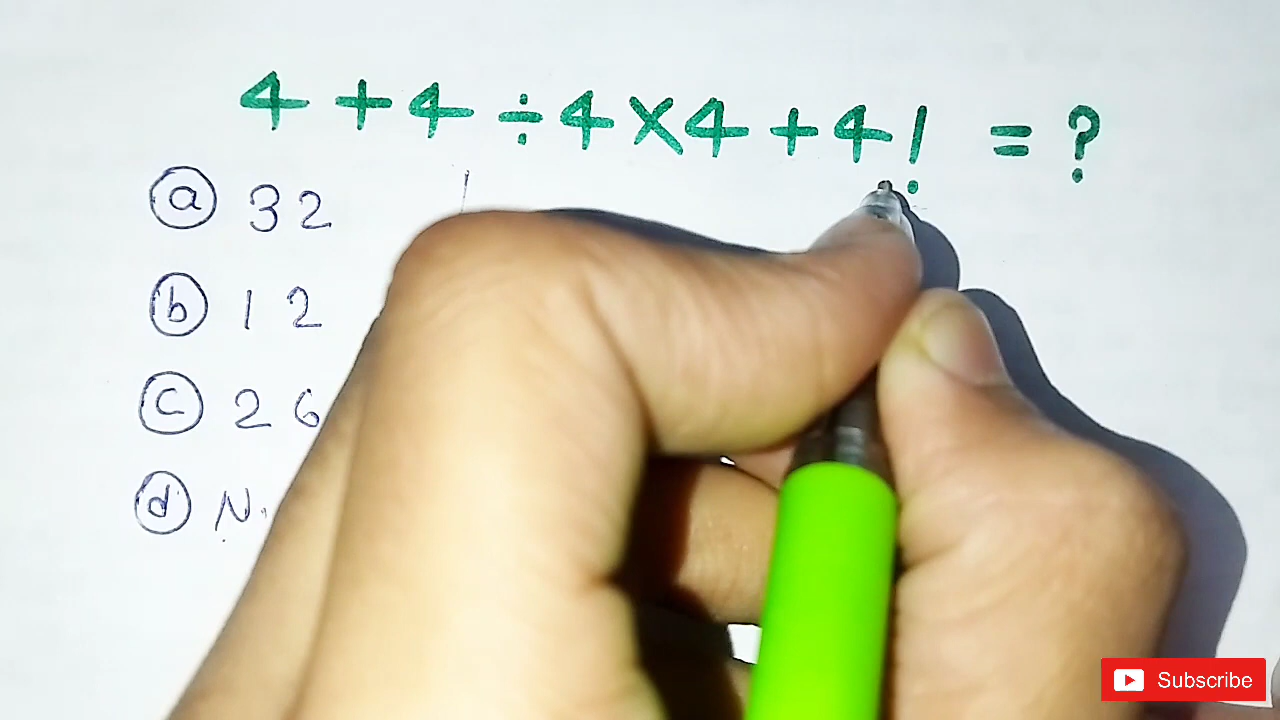 4 + 4 ÷ 4 × 4 + 4! = ?
a 32
b 12
c 26
d N.
Subscribe